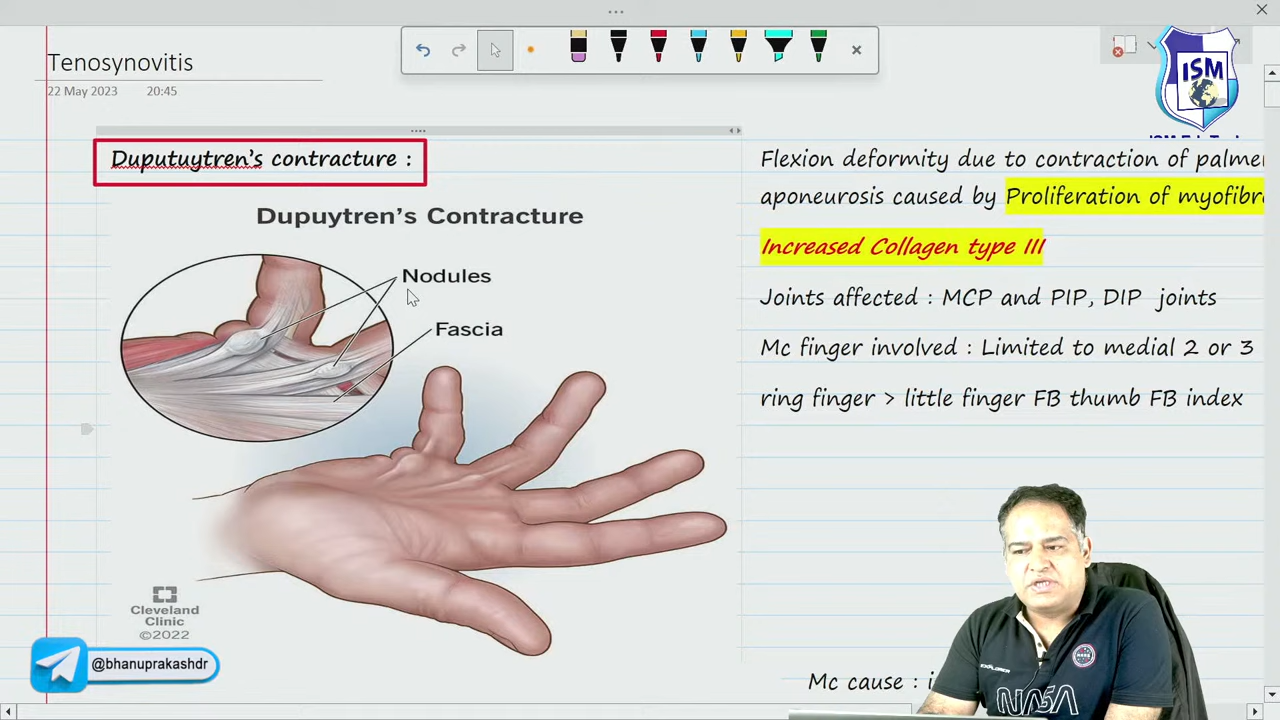 Tenosynovitis
22 May 2023 20:45
ISM
Duputuytren's contracture :
Dupuytren's Contracture
Nodules
Fascia
Cleveland
Clinic
©2022
@bhanuprakashdr
Flexion deformity due to contraction of palmer
aponeurosis caused by Proliferation of myofibr
Increased Collagen type III
Joints affected : MCP and PIP, DIP joints
Mc finger involved : Limited to medial 2 or 3
ring finger > little finger FB thumb FB index
Mc cause : i
EXPLORER
NASA